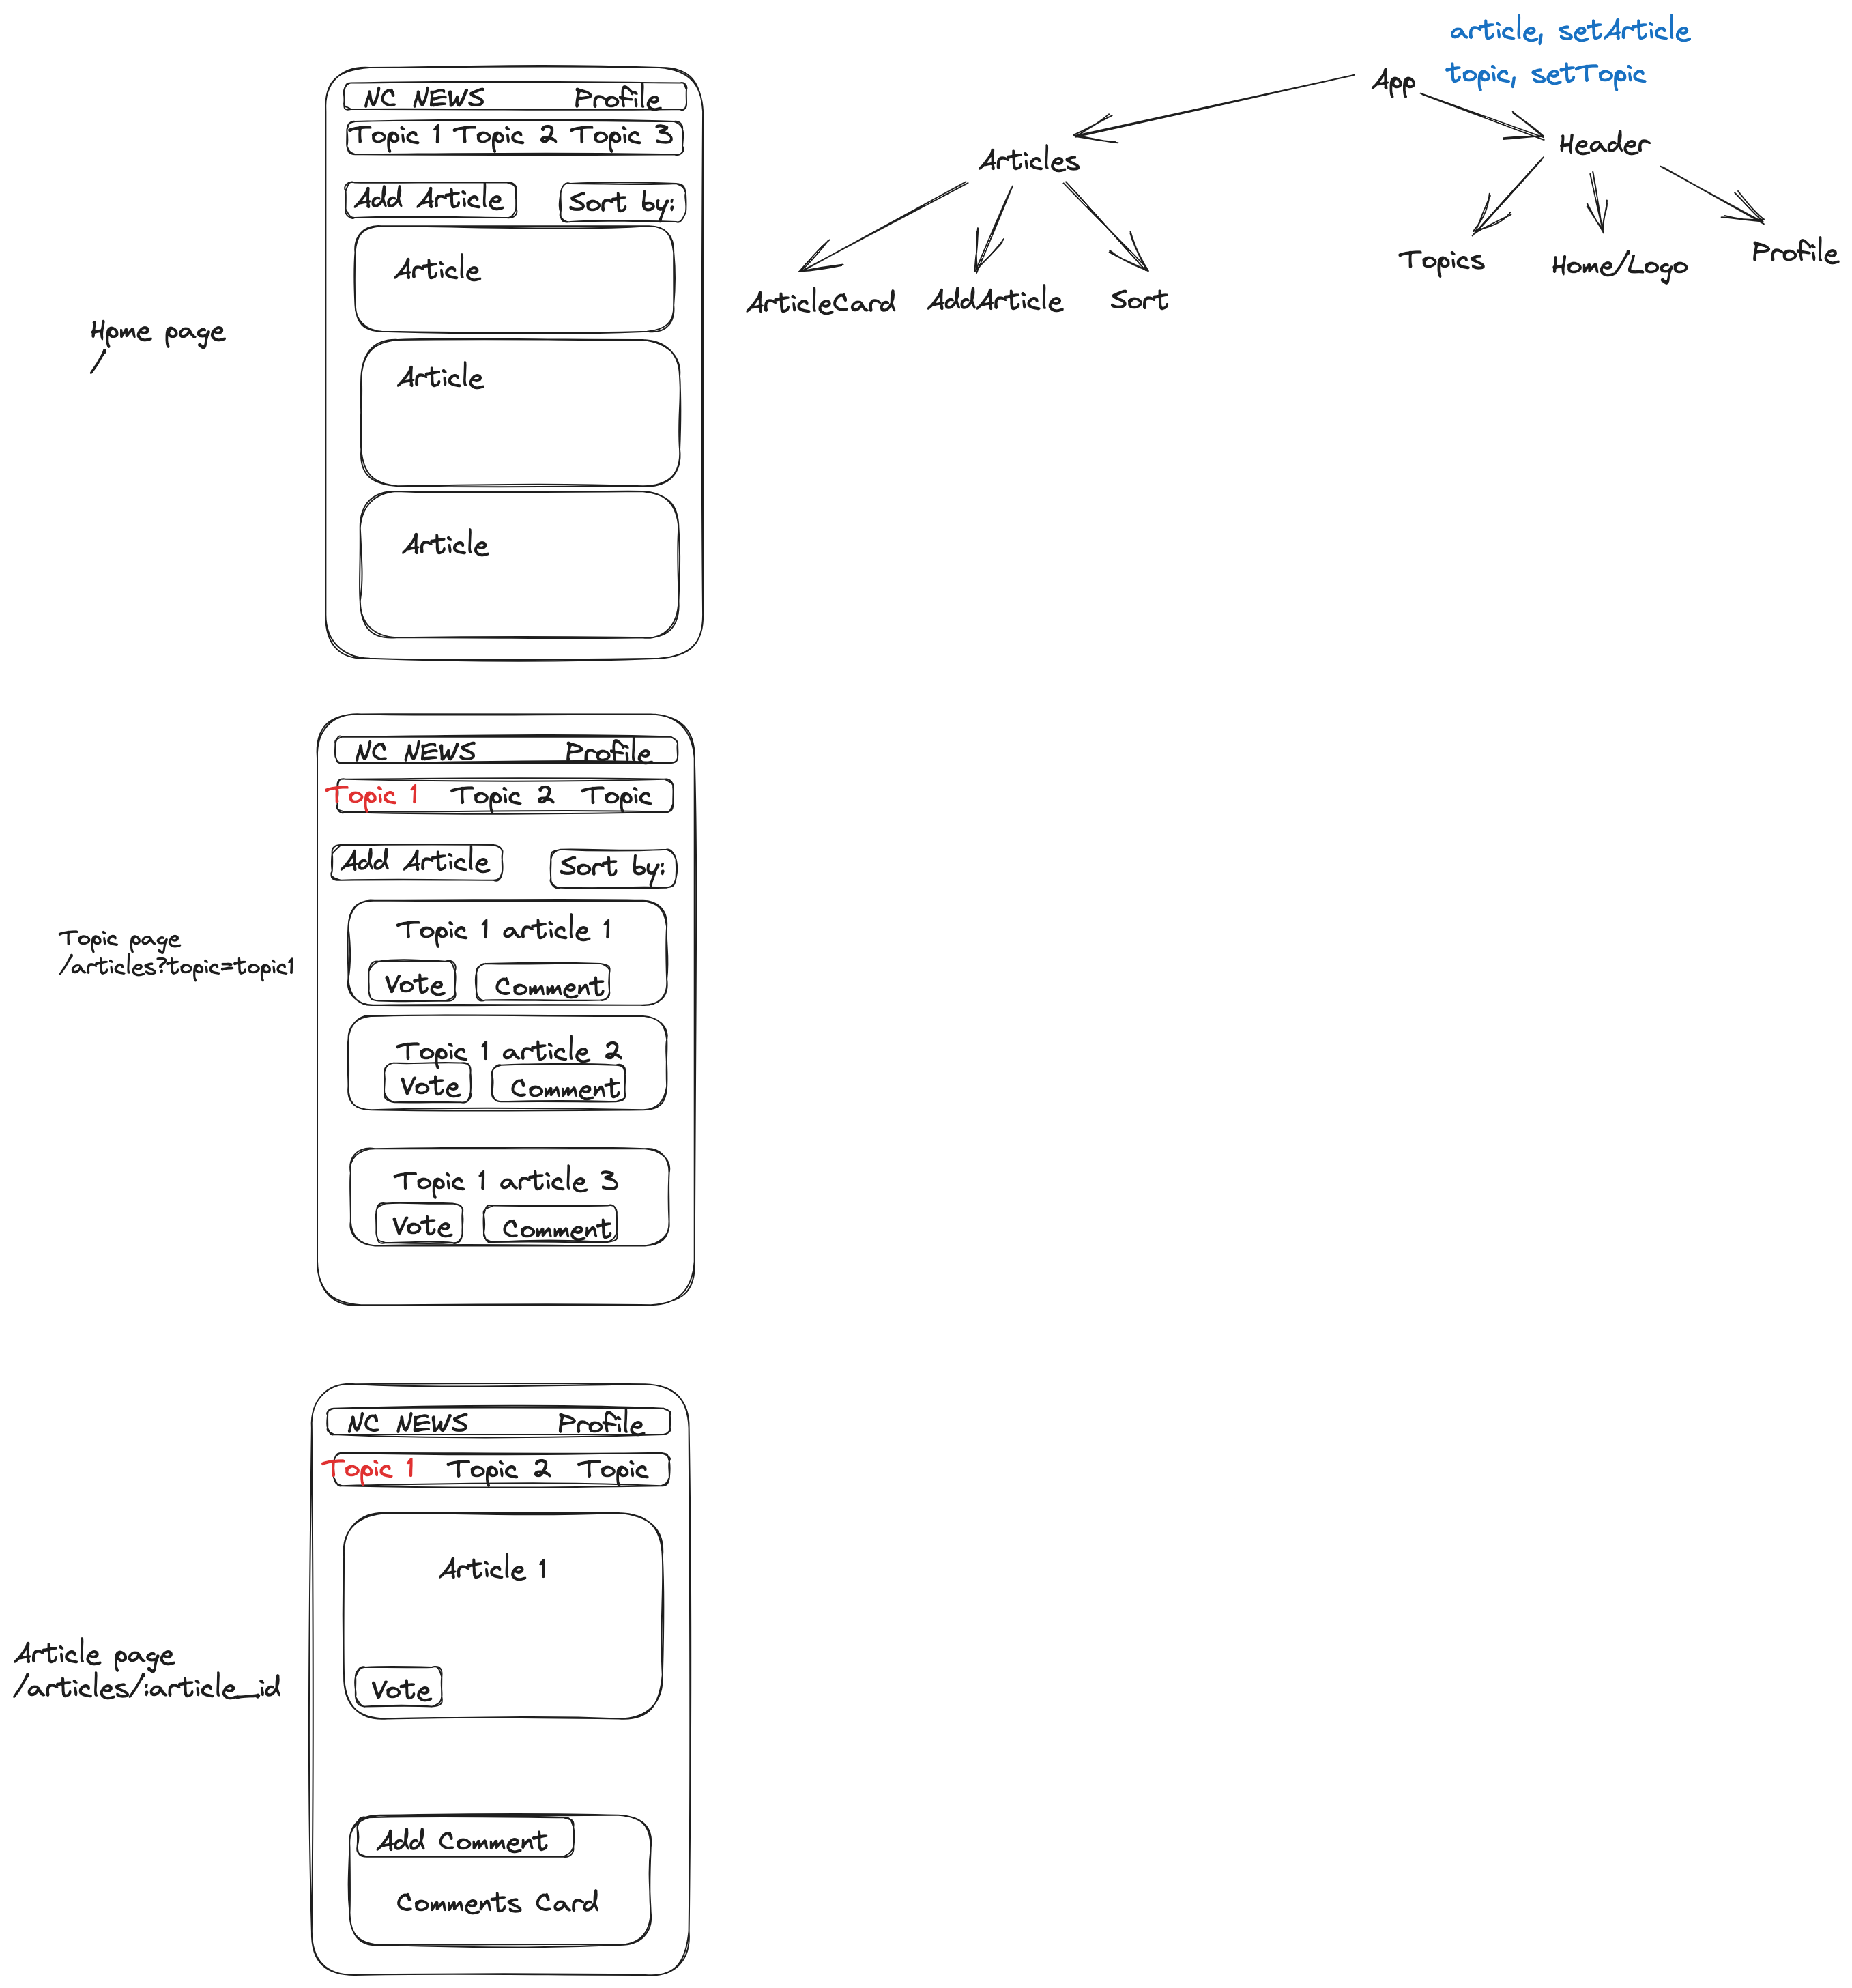 article, setArticle
topic, setTopic
App
Articles
Header
ArticleCard
AddArticle
Sort
Topics
Home/Logo
Profile
Home page
/
NC NEWS Profile
Topic 1 Topic 2 Topic 3
Add Article Sort by:
Article
Article
Article
Topic page
/articles?topic=topic1
NC NEWS Profile
Topic 1 Topic 2 Topic
Add Article Sort by:
Topic 1 article 1
Vote Comment
Topic 1 article 2
Vote Comment
Topic 1 article 3
Vote Comment
Article page
/articles/:article_id
NC NEWS Profile
Topic 1 Topic 2 Topic
Article 1
Vote
Add Comment
Comments Card